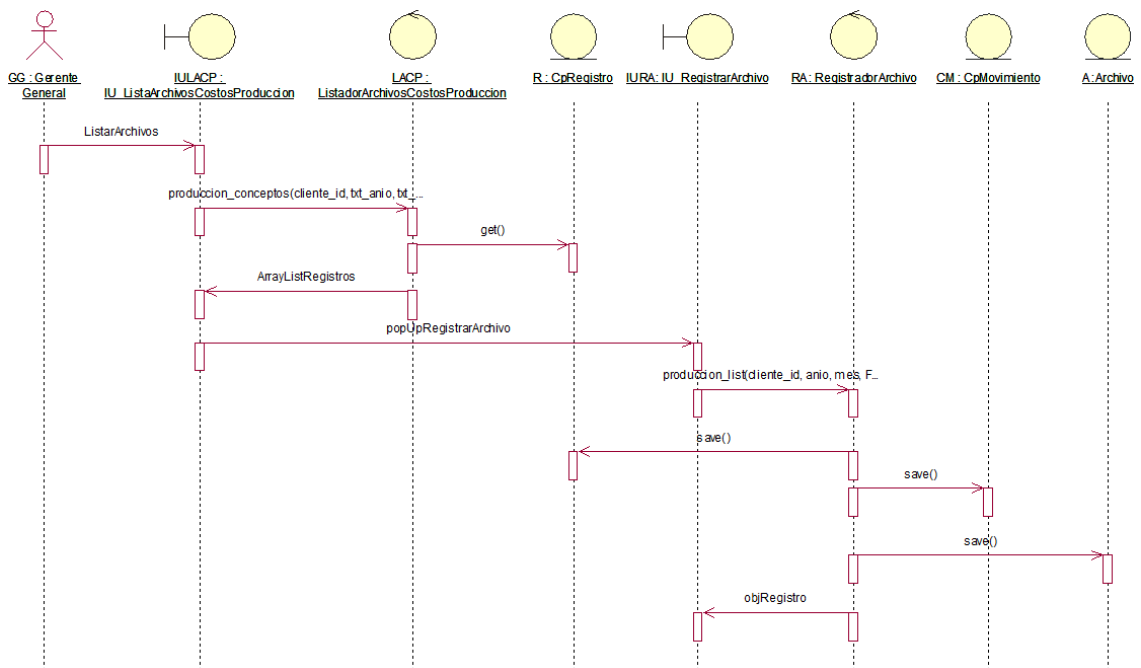 GG : Gerente
General
IULACP :
IU_ListaArchivosCostosProduccion
LACP :
ListadorArchivosCostosProduccion
R : CpRegistro
IURA: IU_RegistrarArchivo
RA: RegistradorArchivo
CM : CpMovimiento
A: Archivo
ListarArchivos
produccion_conceptos(cliente_id, txt_anio, txt_...
get()
ArrayListRegistros
popUpRegistrarArchivo
produccion_list(cliente_id, anio, mes, F...
save()
save()
save()
objRegistro